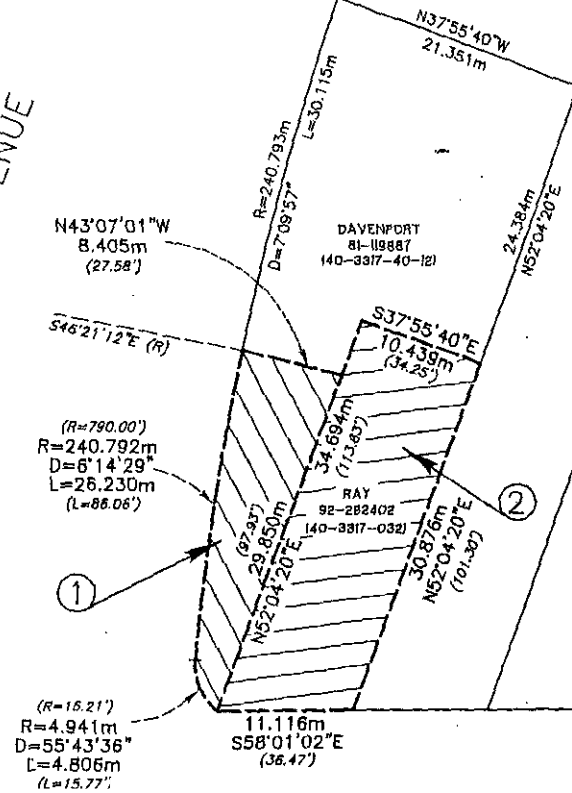 N37°55'40"W
21.351m
ENUE
L=30.115m
R=240.793m
D=7°09'57"
N43°07'01"W
8.405m
(27.58')
DAVENPORT
81-119887
(40-3317-40-12)
24.384m
N52°04'20"E
S46°21'12"E (R)
S37°55'40"E
10.439m
(34.25')
(R=790.00')
R=240.792m
D=6°14'29"
L=26.230m
(L=86.06')
34.694m
(113.83')
RAY
92-282402
(40-3317-032)
2
(97.93')
29.850m
N52°04'20"E
30.876m
N52°04'20"E
(101.30')
1
(R=16.21')
R=4.941m
D=55°43'36"
L=4.806m
(L=15.77')
11.116m
S58°01'02"E
(36.47')